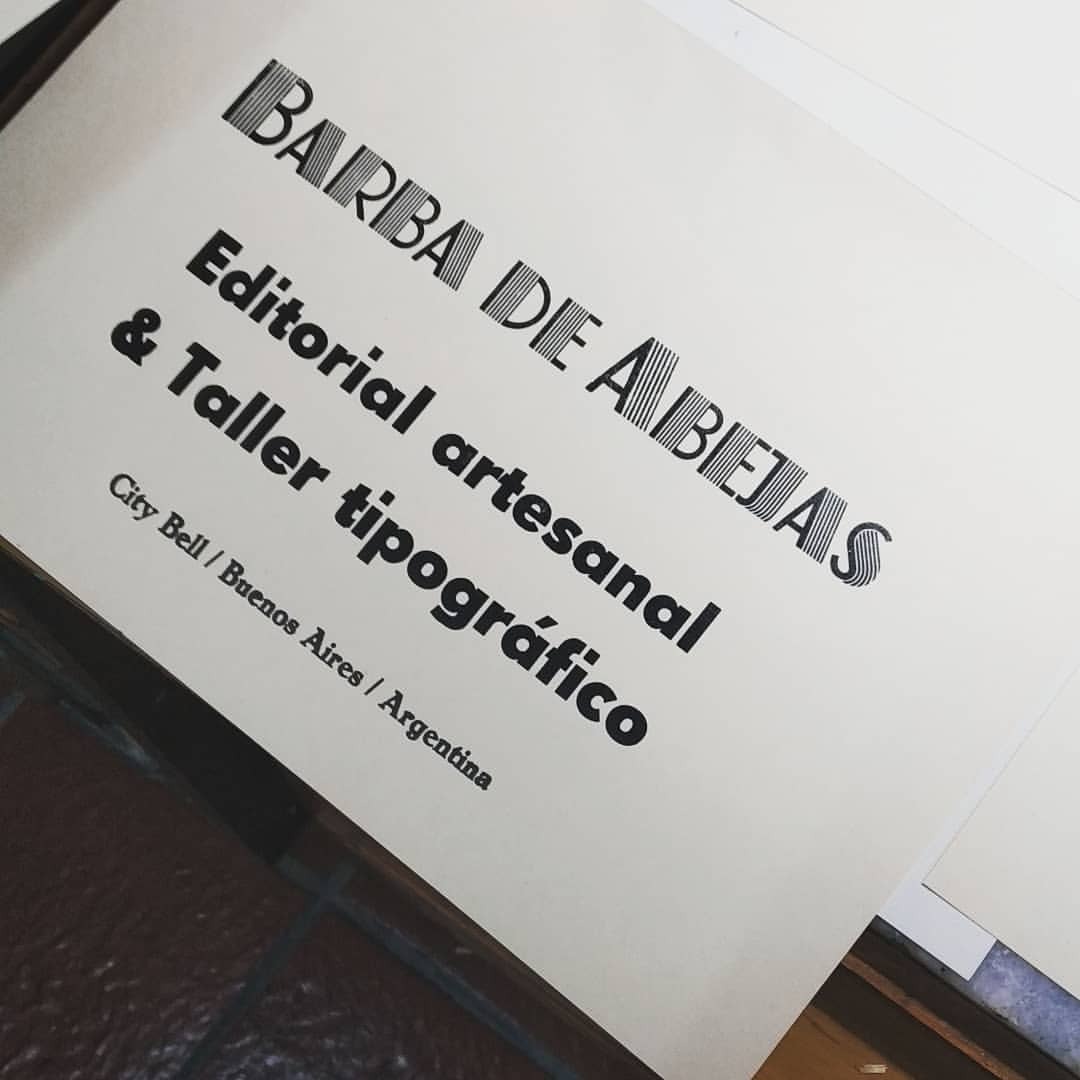 BARBA DE ABEJAS
Editorial artesanal
& Taller tipográfico
City Bell / Buenos Aires / Argentina